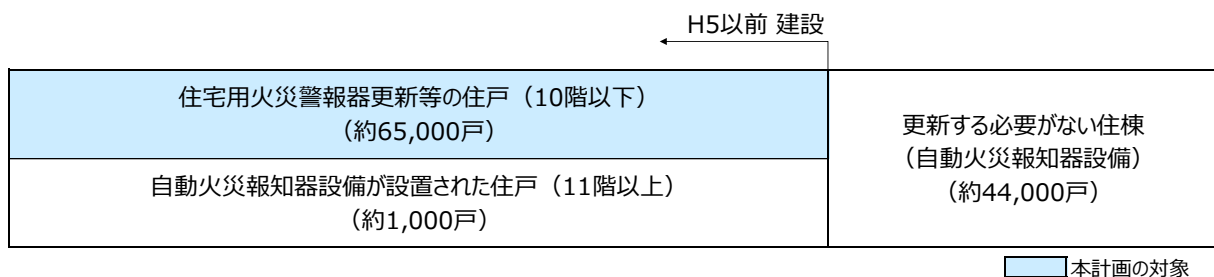 H5以前 建設
住宅用火災警報器更新等の住戸（10階以下）
（約65,000戸）
自動火災報知器設備が設置された住戸（11階以上）
（約1,000戸）
更新する必要がない住棟
（自動火災報知器設備）
（約44,000戸）
本計画の対象